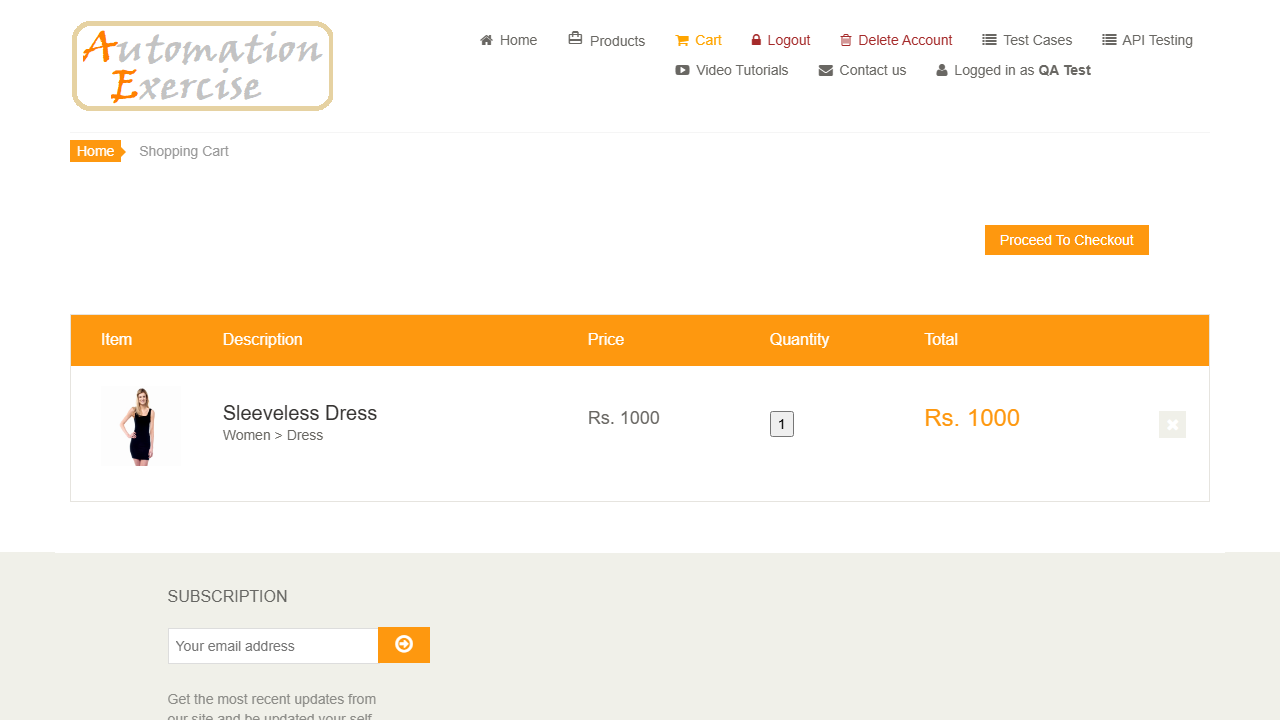 Automation
Exercise
Home
Products
Cart
Logout
Delete Account
Test Cases
API Testing
Video Tutorials
Contact us
Logged in as QA Test
Home
Shopping Cart
Proceed To Checkout
Item Description Price Quantity Total
Sleeveless Dress
Women > Dress
Rs. 1000
1
Rs. 1000
SUBSCRIPTION
Your email address
Get the most recent updates from
our site and be updated your self